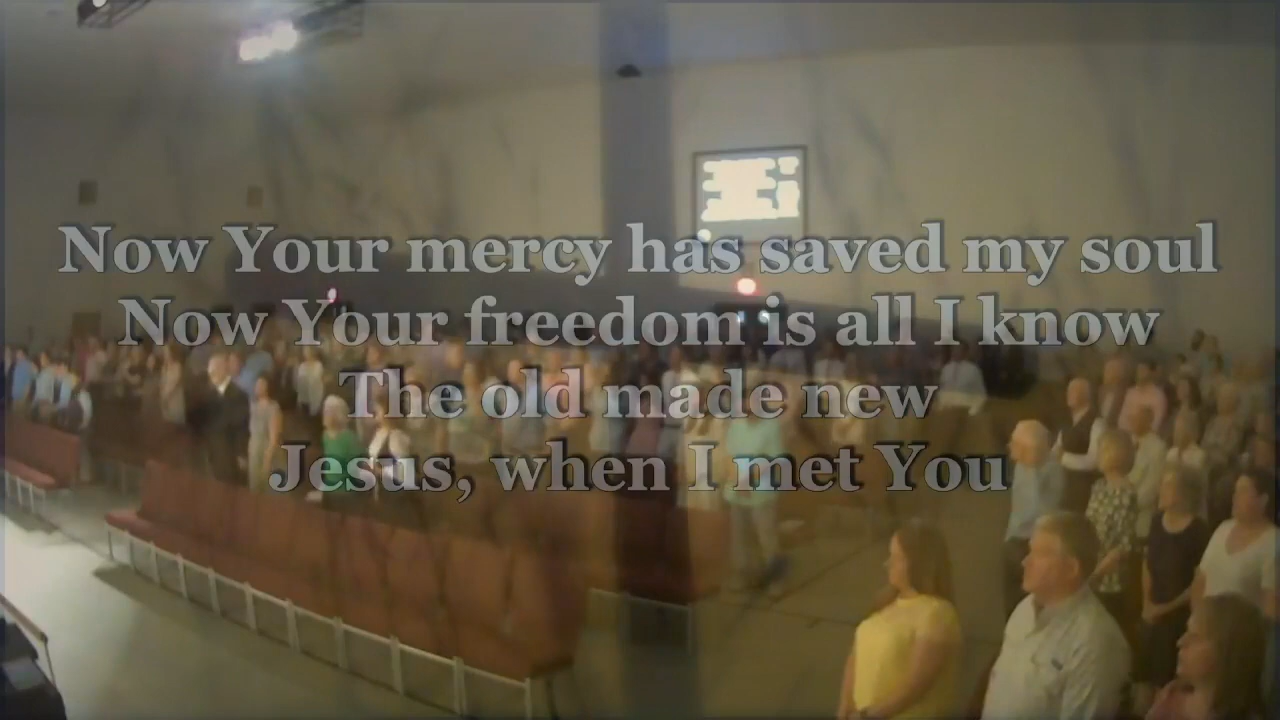 Now Your mercy has saved my soul
Now Your freedom is all I know
The old made new
Jesus, when I met You